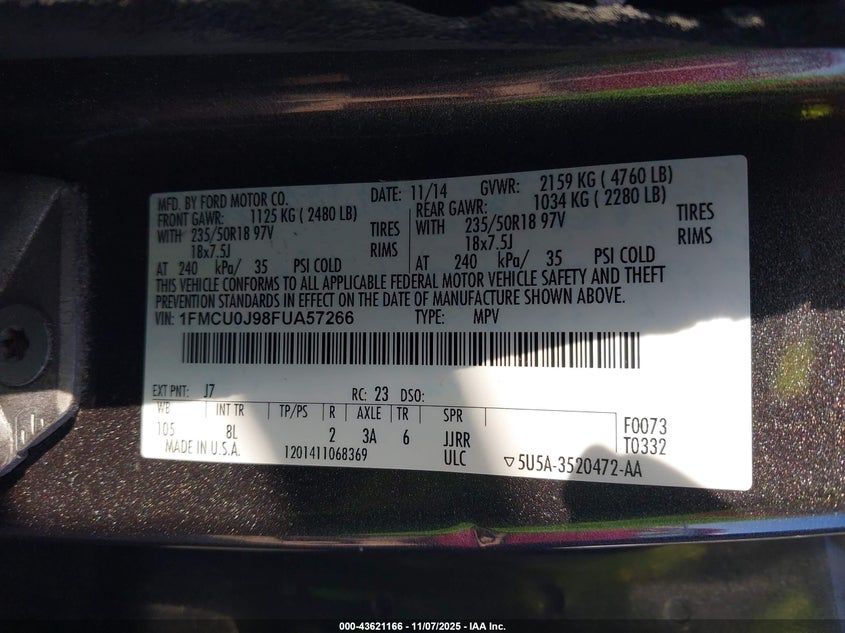 MFD. BY FORD MOTOR CO. DATE: 11/14 GVWR: 2159 KG ( 4760 LB)
FRONT GAWR: 1125 KG ( 2480 LB) REAR GAWR: 1034 KG ( 2280 LB)
WITH 235/50R18 97V TIRES WITH 235/50R18 97V TIRES
18x7.5J RIMS 18x7.5J RIMS
AT 240 kPa/ 35 PSI COLD AT 240 kPa/ 35 PSI COLD
THIS VEHICLE CONFORMS TO ALL APPLICABLE FEDERAL MOTOR VEHICLE SAFETY AND THEFT
PREVENTION STANDARDS IN EFFECT ON THE DATE OF MANUFACTURE SHOWN ABOVE.
VIN: 1FMCU0J98FUA57266 TYPE: MPV
EXT PNT: J7 RC: 23 DSO:
WB INT TR TP/PS R AXLE TR SPR F0073
105 8L 2 3A 6 JJRR T0332
MADE IN U.S.A. 1201411068369 ULC ▽5U5A-3520472-AA
000-43621166 - 11/07/2025 - IAA Inc.